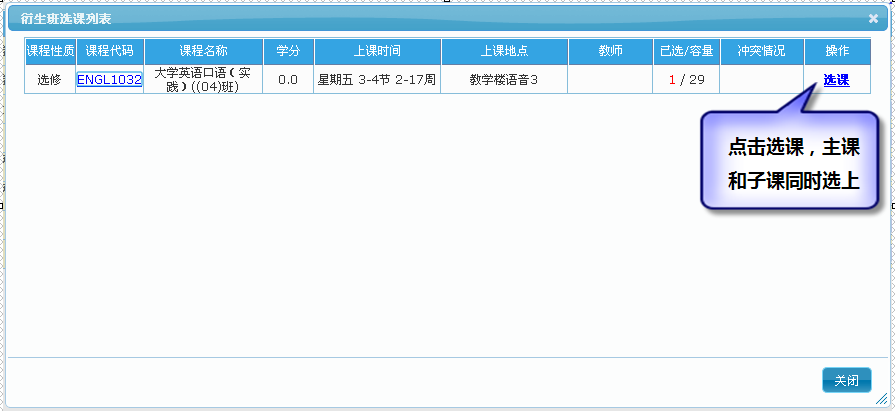 衍生班选课列表
课程性质 课程代码 课程名称 学分 上课时间 上课地点 教师 已选/容量 冲突情况 操作
选修 ENGL1032 大学英语口语(实 0.0 星期五 3-4节 2-17周 教学楼语音3 1 / 29 选课
践)((04)班)
点击选课，主课
和子课同时选上
关闭